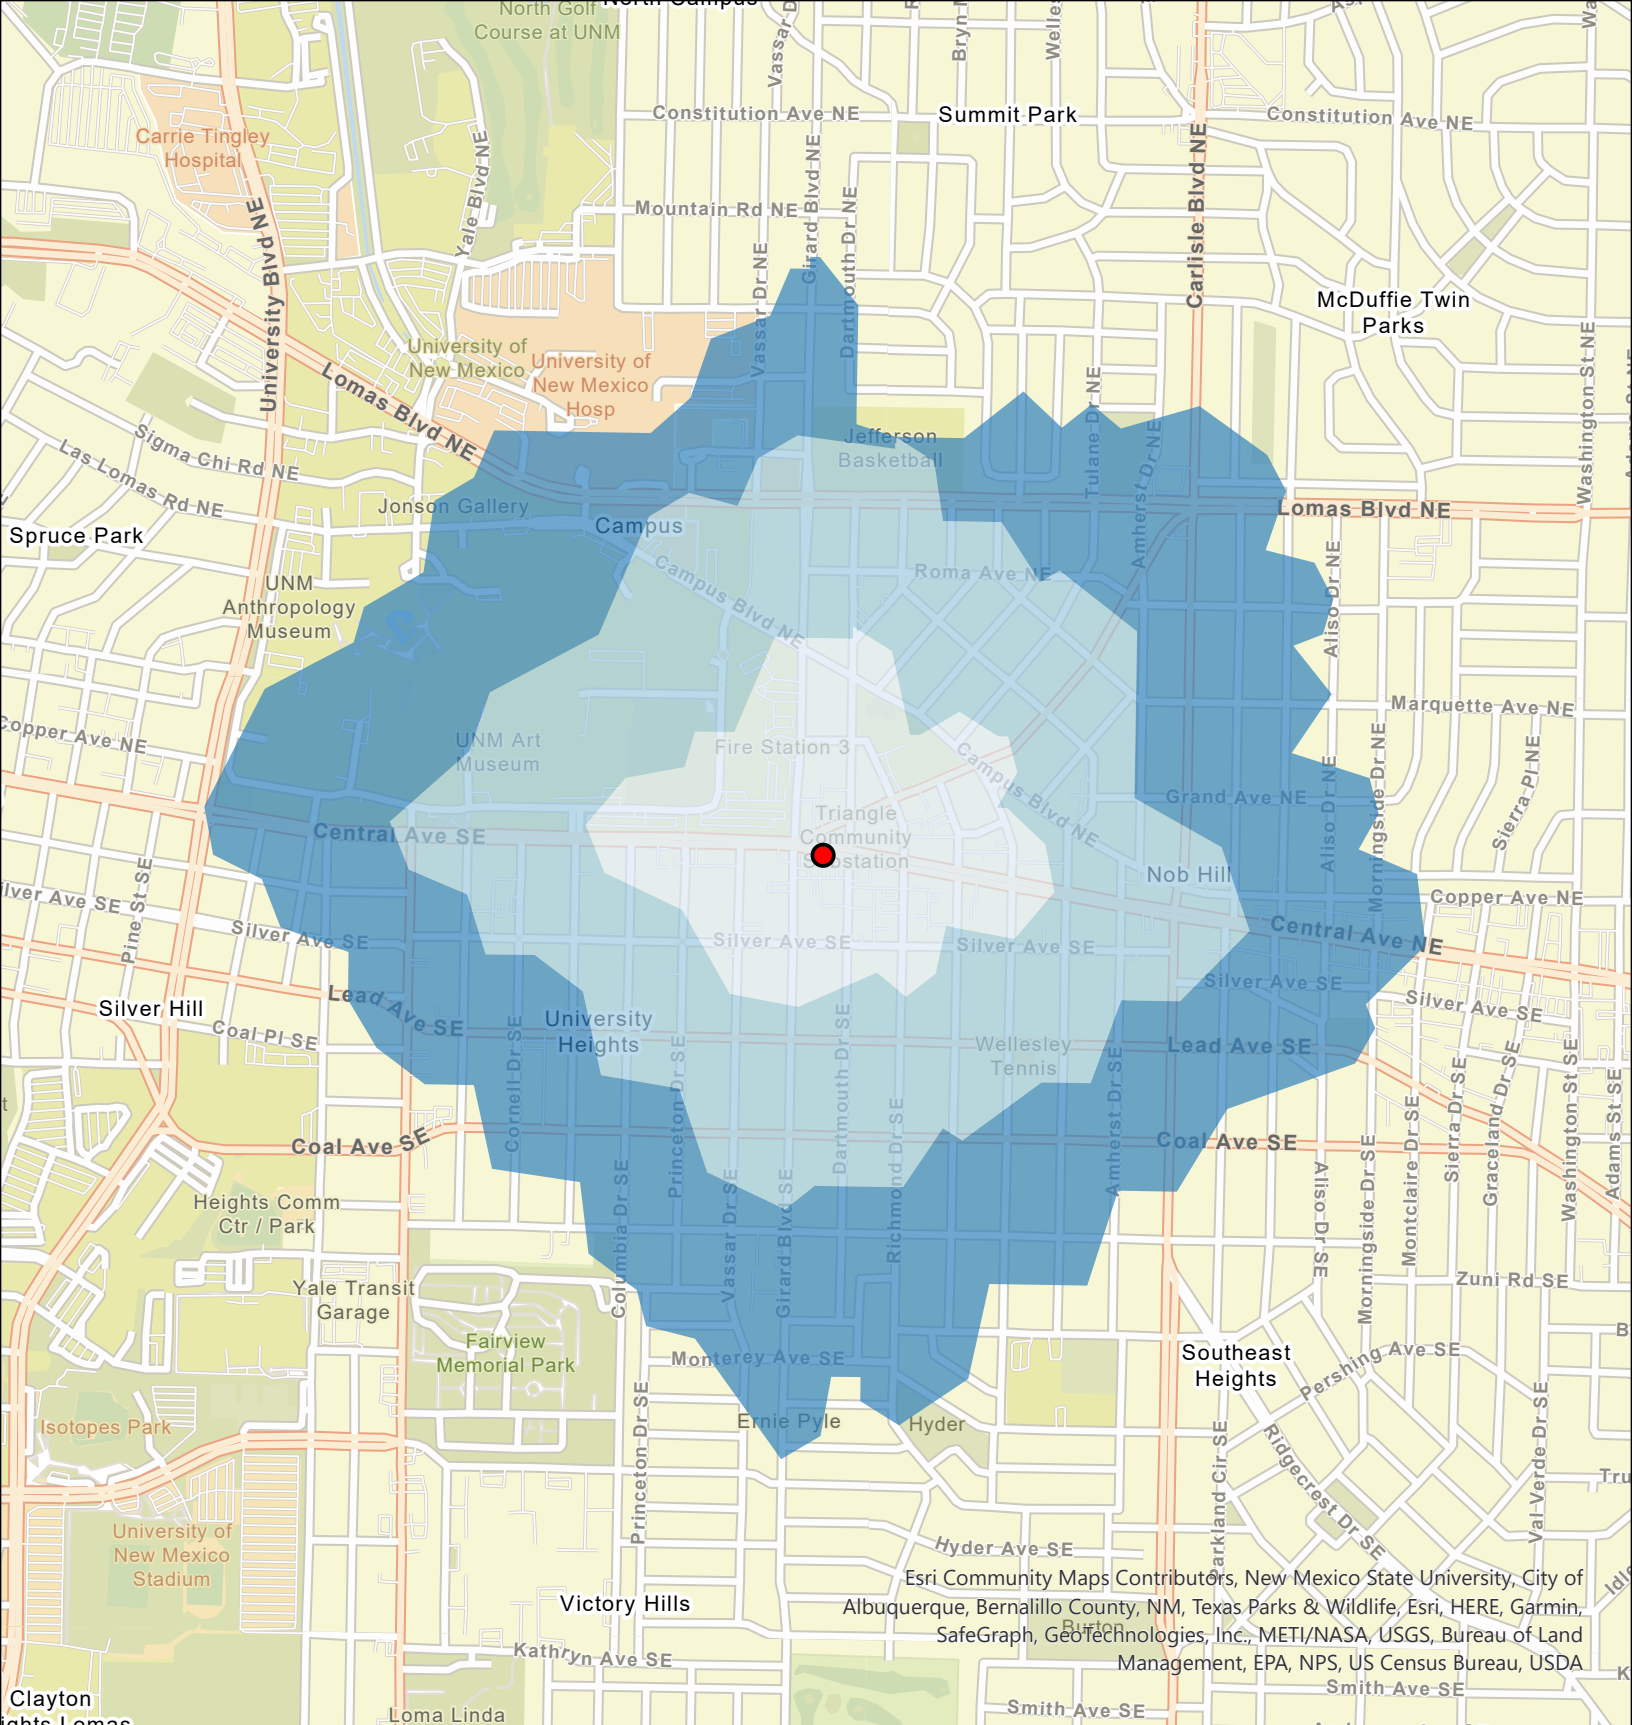 North Campus
North Golf
Course at UNM
Constitution Ave NE
Summit Park
Constitution Ave NE
Carrie Tingley
Hospital
Yale Blvd NE
Mountain Rd NE
Girard Blvd NE
Dartmouth Dr NE
Vassar Dr NE
Carlisle Blvd NE
University Blvd NE
McDuffie Twin
Parks
University of
New Mexico
University of
New Mexico
Hosp
Lomas Blvd NE
Washington St NE
Sigma Chi Rd NE
Las Lomas Rd NE
Jefferson
Basketball
Tulane Dr NE
Amherst Dr NE
Jonson Gallery
Campus
Lomas Blvd NE
Spruce Park
UNM
Anthropology
Museum
Campus Blvd NE
Roma Ave NE
Aliso Dr NE
Marquette Ave NE
Copper Ave NE
UNM Art
Museum
Fire Station 3
Campus Blvd NE
Grand Ave NE
Aliso Dr NE
Morningside Dr NE
Sierra Pl NE
Central Ave SE
Triangle
Community
Substation
Nob Hill
Copper Ave NE
Silver Ave SE
Pine St SE
Silver Ave SE
Silver Ave SE
Silver Ave SE
Central Ave NE
Silver Ave SE
Silver Ave SE
Silver Hill
Lead Ave SE
Coal Pl SE
University
Heights
Wellesley
Tennis
Lead Ave SE
Cornell Dr SE
Princeton Dr SE
Dartmouth Dr SE
Richmond Dr SE
Amherst Dr SE
Coal Ave SE
Coal Ave SE
Columbia Dr SE
Vassar Dr SE
Girard Blvd SE
Aliso Dr SE
Morningside Dr SE
Montclaire Dr SE
Sierra Dr SE
Graceland Dr SE
Washington St SE
Adams St SE
Heights Comm
Ctr / Park
Yale Transit
Garage
Zuni Rd SE
Fairview
Memorial Park
Monterey Ave SE
Southeast
Heights
Pershing Ave SE
Isotopes Park
Ernie Pyle
Hyder
Princeton Dr SE
Parkland Cir SE
Ridgecrest Dr SE
Val Verde Dr SE
University of
New Mexico
Stadium
Hyder Ave SE
Victory Hills
Burton
Esri Community Maps Contributors, New Mexico State University, City of
Albuquerque, Bernalillo County, NM, Texas Parks & Wildlife, Esri, HERE, Garmin,
SafeGraph, GeoTechnologies, Inc., METI/NASA, USGS, Bureau of Land
Management, EPA, NPS, US Census Bureau, USDA
Kathryn Ave SE
Smith Ave SE
Smith Ave SE
Clayton
Loma Linda